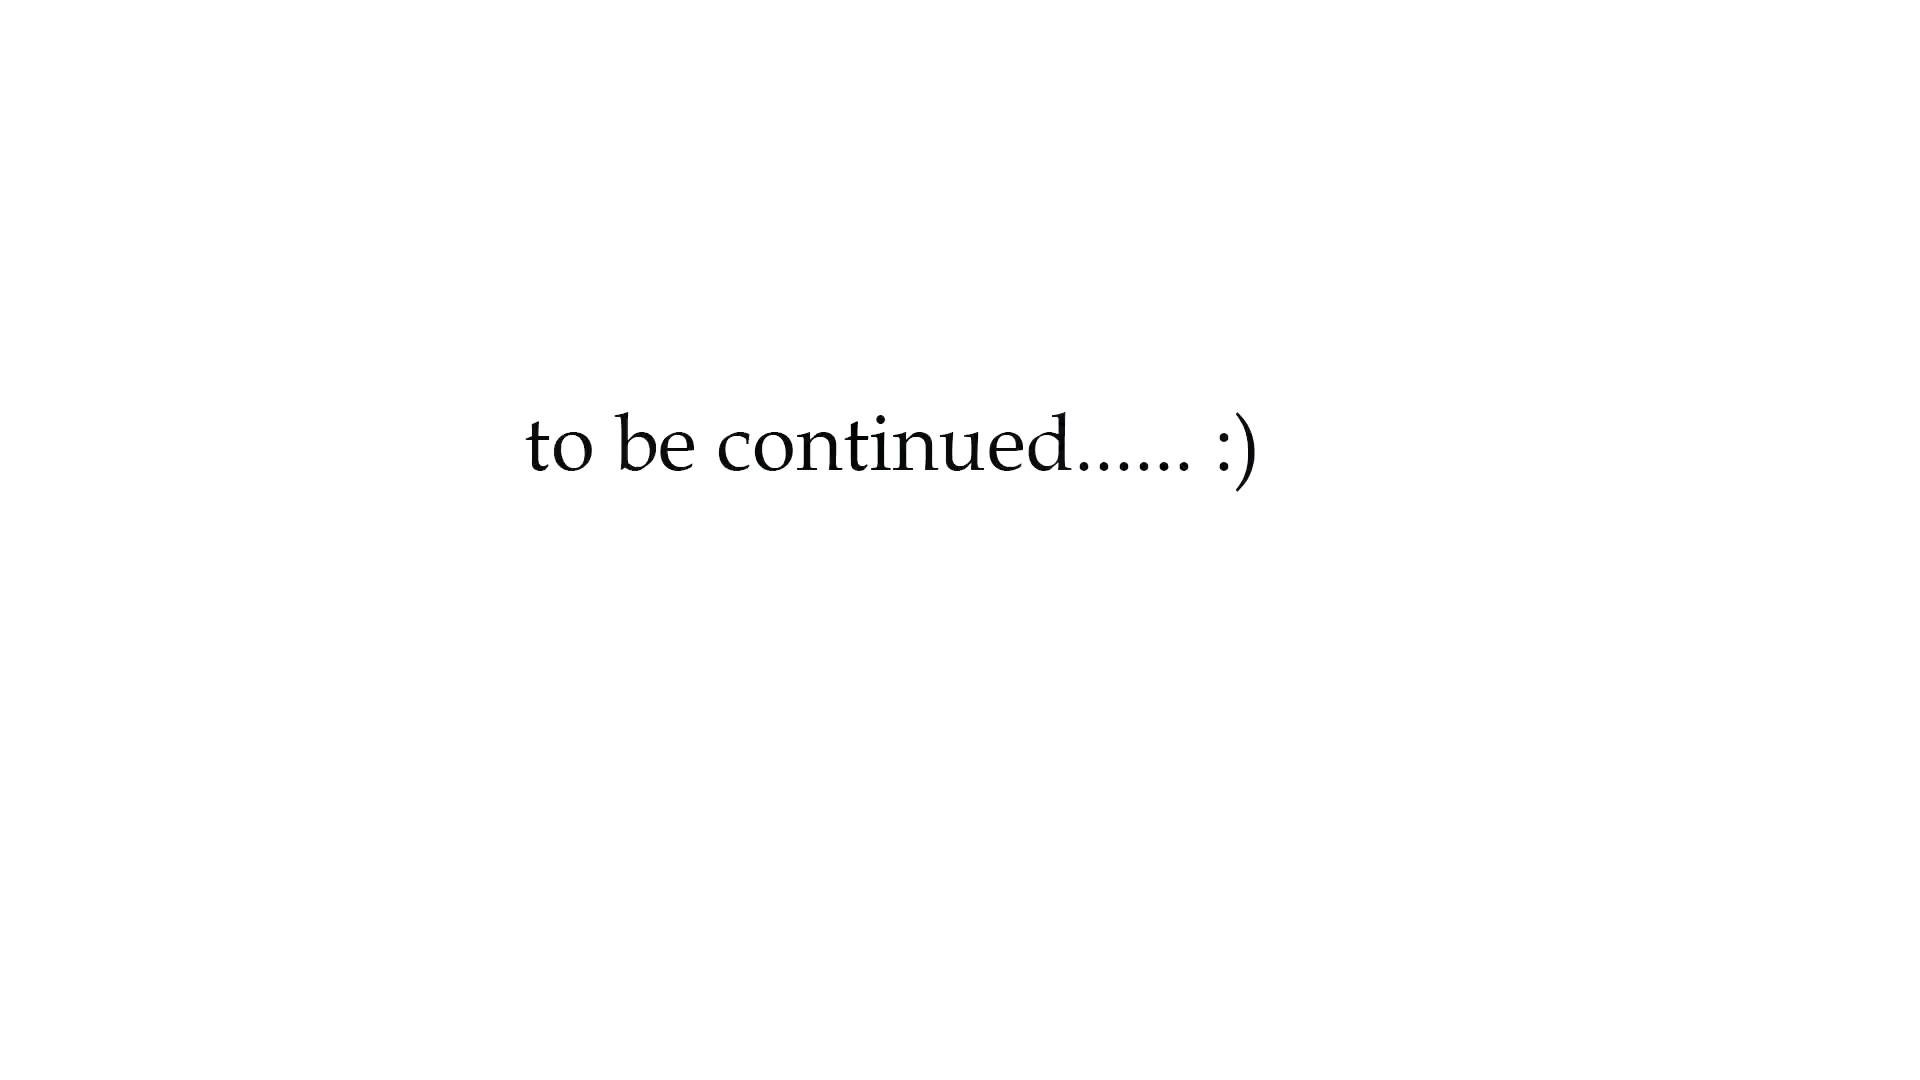 to be continued...... :)